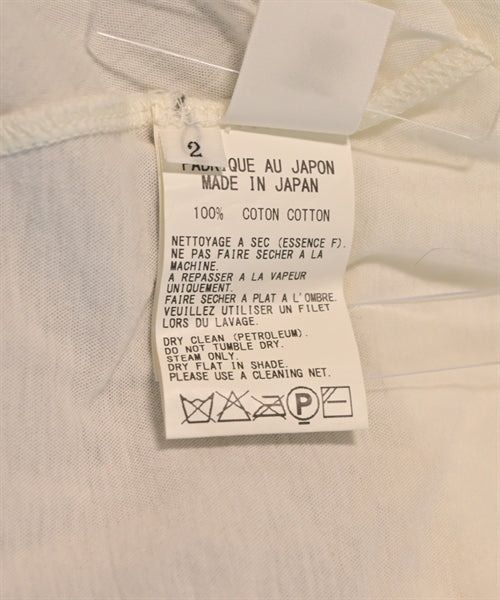 2
FABRIQUE AU JAPON
MADE IN JAPAN
100% COTON COTTON
NETTOYAGE A SEC (ESSENCE F).
NE PAS FAIRE SECHER A LA
MACHINE.
A REPASSER A LA VAPEUR
UNIQUEMENT.
FAIRE SECHER A PLAT A L'OMBRE.
VEUILLEZ UTILISER UN FILET
LORS DU LAVAGE.
DRY CLEAN (PETROLEUM).
DO NOT TUMBLE DRY.
STEAM ONLY.
DRY FLAT IN SHADE.
PLEASE USE A CLEANING NET.
P